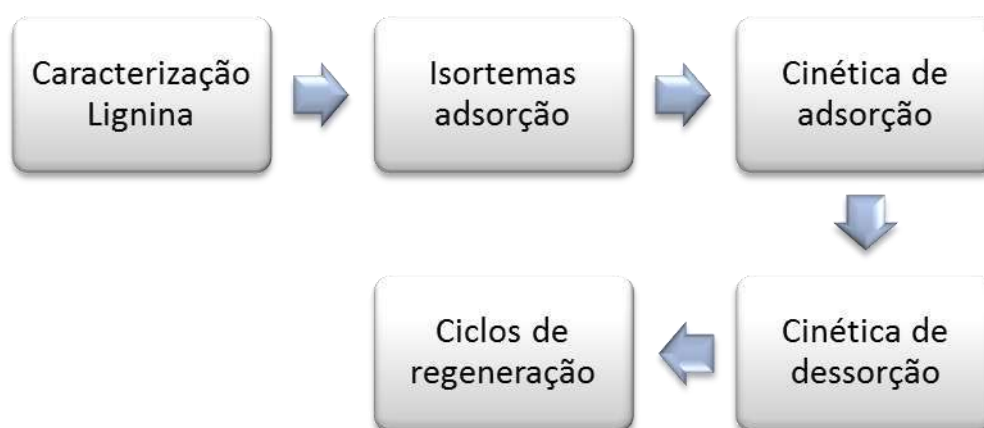 Caracterização
Lignina
Isortemas
adsorção
Cinética de
adsorção
Cinética de
dessorção
Ciclos de
regeneração